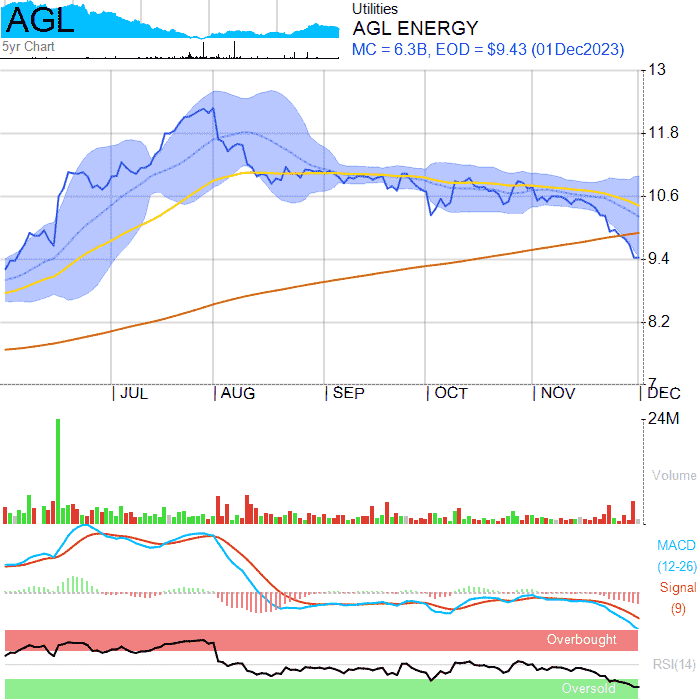 AGL
5yr Chart
Utilities
AGL ENERGY
MC = 6.3B, EOD = $9.43 (01Dec2023)
13
11.8
10.6
9.4
8.2
7
JUL AUG SEP OCT NOV DEC
24M
Volume
MACD
(12-26)
Signal
(9)
Overbought
RSI(14)
Oversold